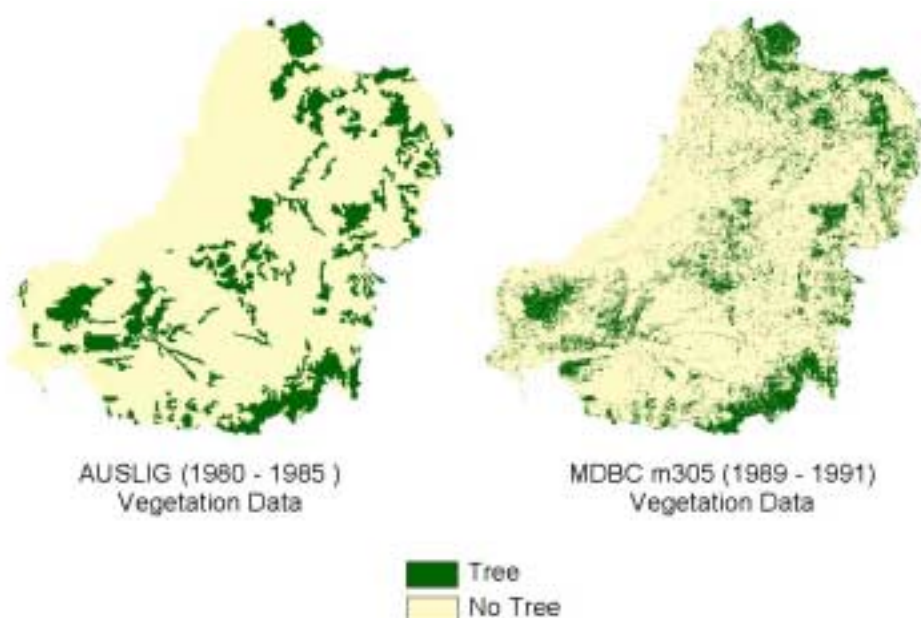 AUSLIG (1980 - 1985 )
Vegetation Data
MDBC m305 (1989 - 1991)
Vegetation Data
Tree
No Tree